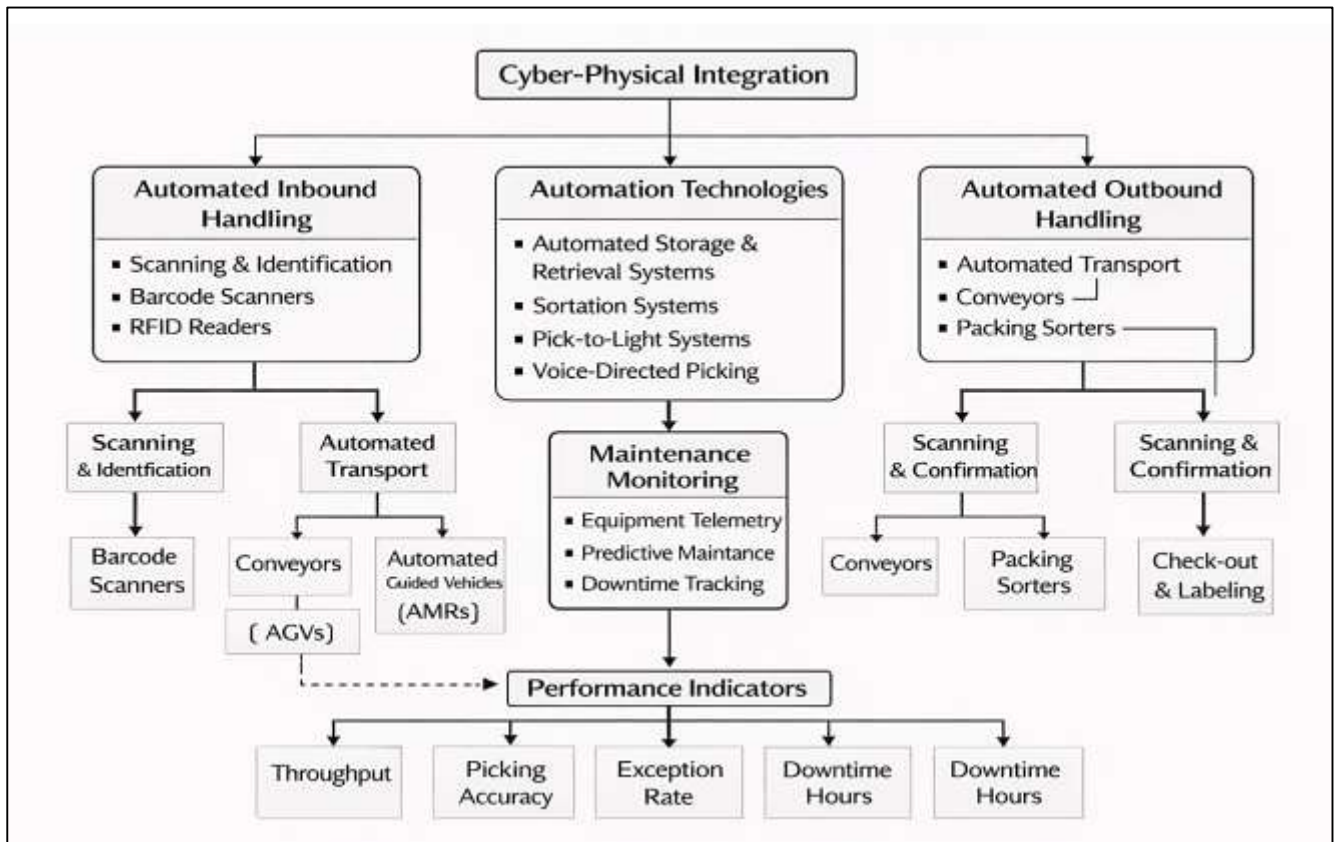 Cyber-Physical Integration
Automated Inbound
Handling
▪ Scanning & Identification
▪ Barcode Scanners
▪ RFID Readers
Automation Technologies
▪ Automated Storage &
Retrieval Systems
▪ Sortation Systems
▪ Pick-to-Light Systems
▪ Voice-Directed Picking
Automated Outbound
Handling
▪ Automated Transport
▪ Conveyors
▪ Packing Sorters
Scanning
& Identfication
Automated
Transport
Barcode
Scanners
Conveyors
( AGVs)
Automated
Guided Vehicles
(AMRs)
Maintenance
Monitoring
▪ Equipment Telemetry
▪ Predictive Maintance
▪ Downtime Tracking
Scanning
& Confirmation
Scanning &
Confirmation
Conveyors
Packing
Sorters
Check-out
& Labeling
Performance Indicators
Throughput
Picking
Accuracy
Exception
Rate
Downtime
Hours
Downtime
Hours